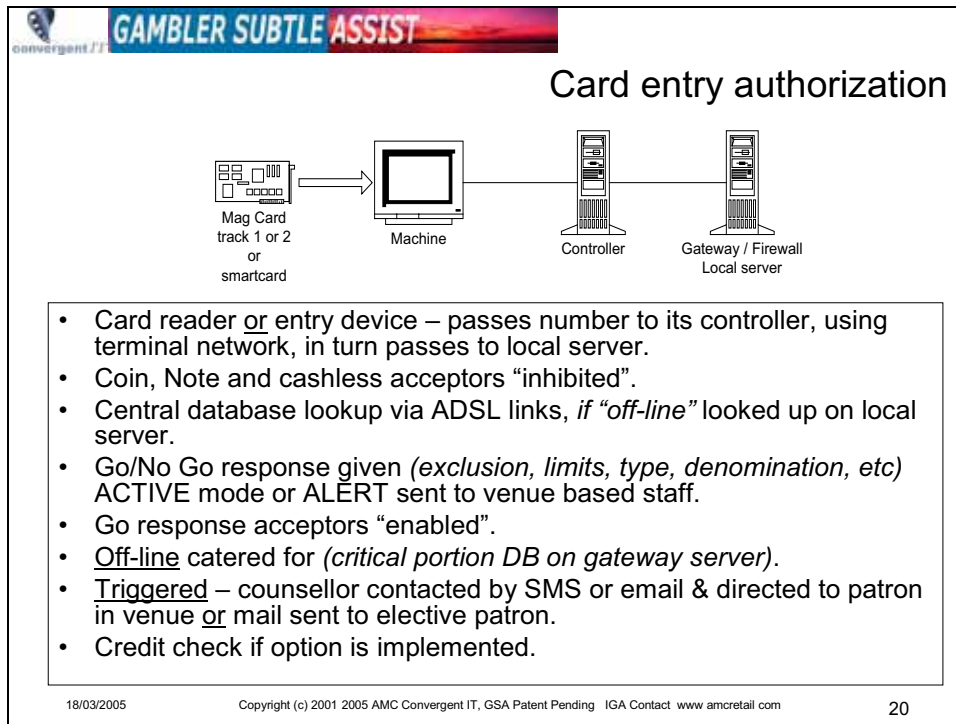 convergent IT
GAMBLER SUBTLE ASSIST
Card entry authorization
Mag Card
track 1 or 2
or
smartcard
Machine
Controller
Gateway / Firewall
Local server
• Card reader or entry device – passes number to its controller, using
terminal network, in turn passes to local server.
• Coin, Note and cashless acceptors “inhibited”.
• Central database lookup via ADSL links, if “off-line” looked up on local
server.
• Go/No Go response given (exclusion, limits, type, denomination, etc)
ACTIVE mode or ALERT sent to venue based staff.
• Go response acceptors “enabled”.
• Off-line catered for (critical portion DB on gateway server).
• Triggered – counsellor contacted by SMS or email & directed to patron
in venue or mail sent to elective patron.
• Credit check if option is implemented.
18/03/2005
Copyright (c) 2001 2005 AMC Convergent IT, GSA Patent Pending IGA Contact www amcretail com
20